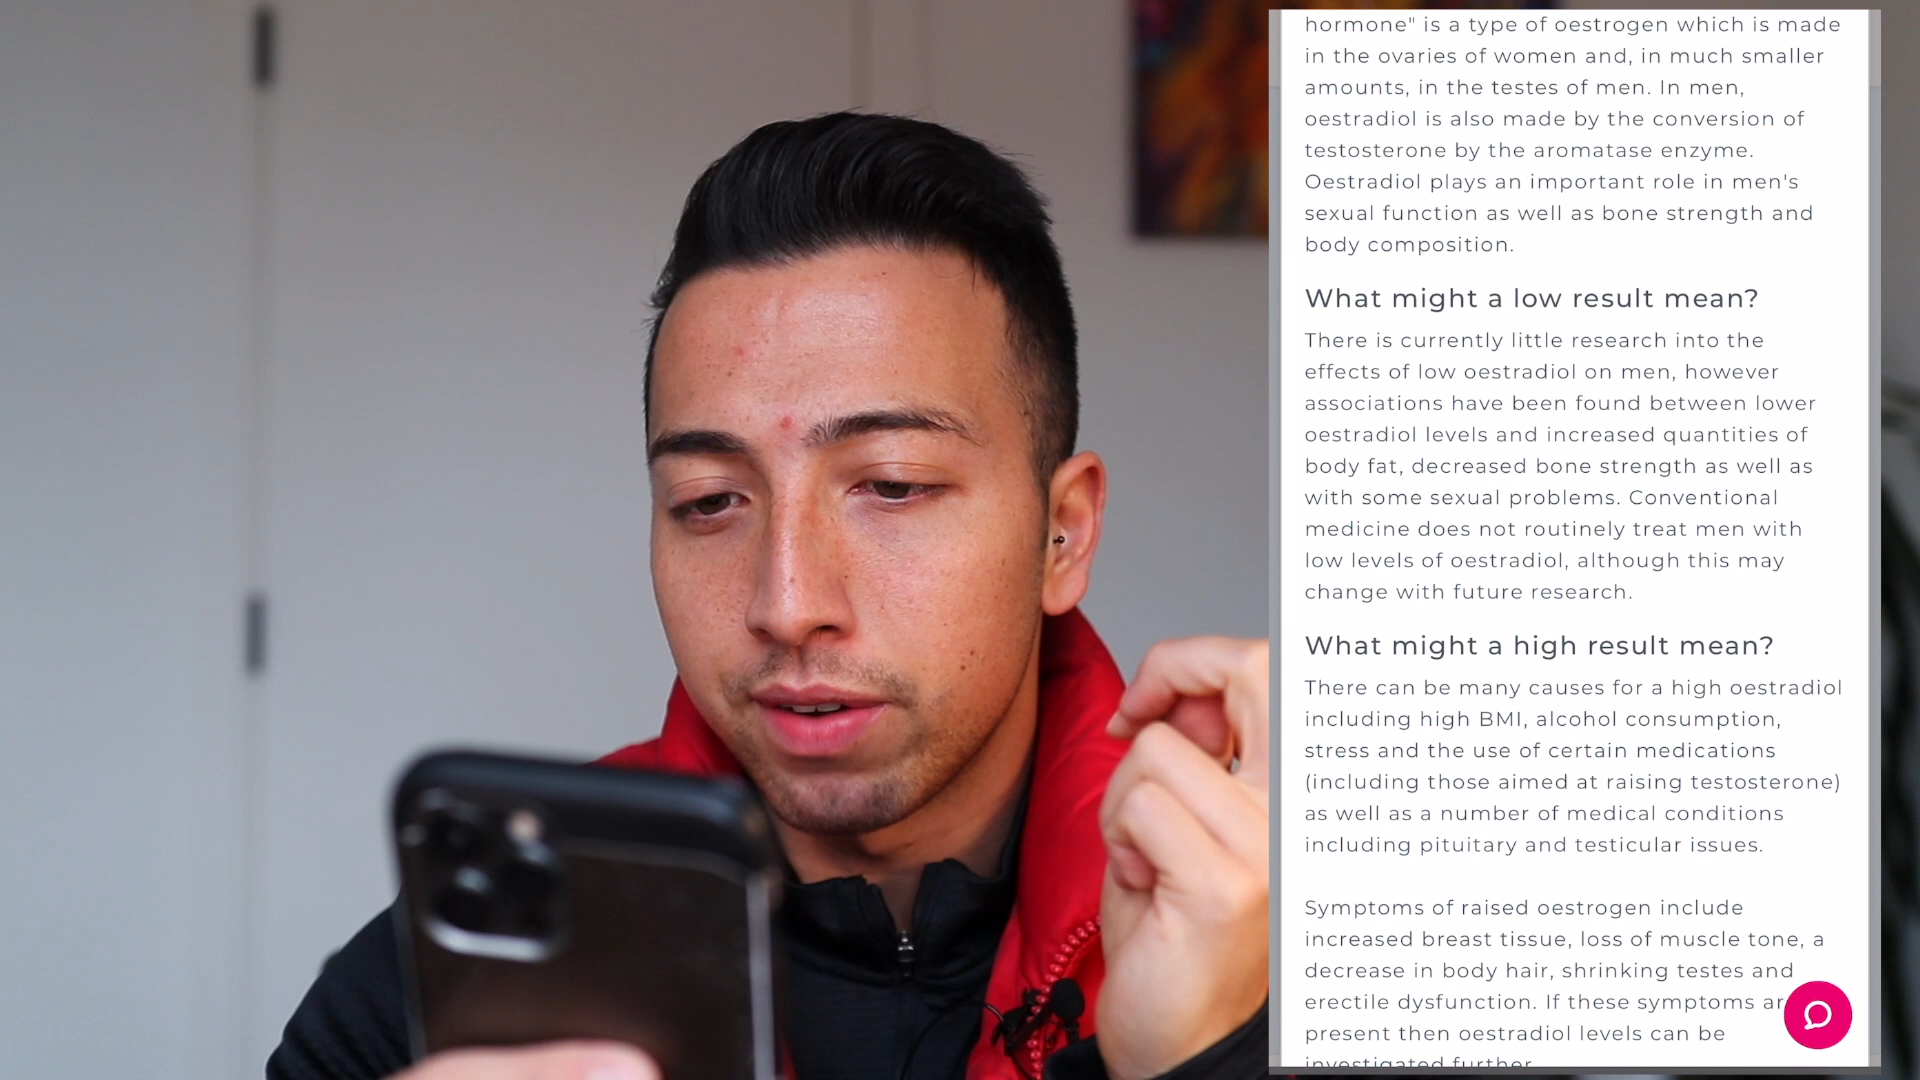 hormone" is a type of oestrogen which is made
in the ovaries of women and, in much smaller
amounts, in the testes of men. In men,
oestradiol is also made by the conversion of
testosterone by the aromatase enzyme.
Oestradiol plays an important role in men's
sexual function as well as bone strength and
body composition.
What might a low result mean?
There is currently little research into the
effects of low oestradiol on men, however
associations have been found between lower
oestradiol levels and increased quantities of
body fat, decreased bone strength as well as
with some sexual problems. Conventional
medicine does not routinely treat men with
low levels of oestradiol, although this may
change with future research.
What might a high result mean?
There can be many causes for a high oestradiol
including high BMI, alcohol consumption,
stress and the use of certain medications
(including those aimed at raising testosterone)
as well as a number of medical conditions
including pituitary and testicular issues.
Symptoms of raised oestrogen include
increased breast tissue, loss of muscle tone, a
decrease in body hair, shrinking testes and
erectile dysfunction. If these symptoms are
present then oestradiol levels can be
investigated further